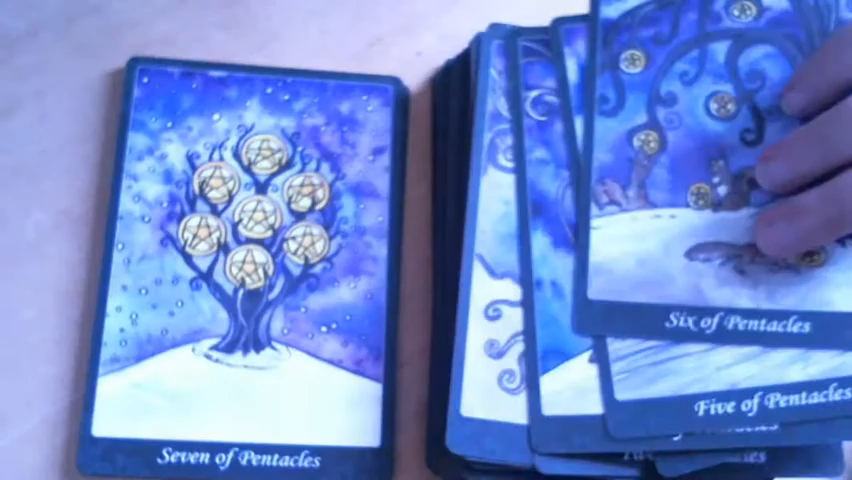 Seven of Pentacles
Six of Pentacles
Five of Pentacles